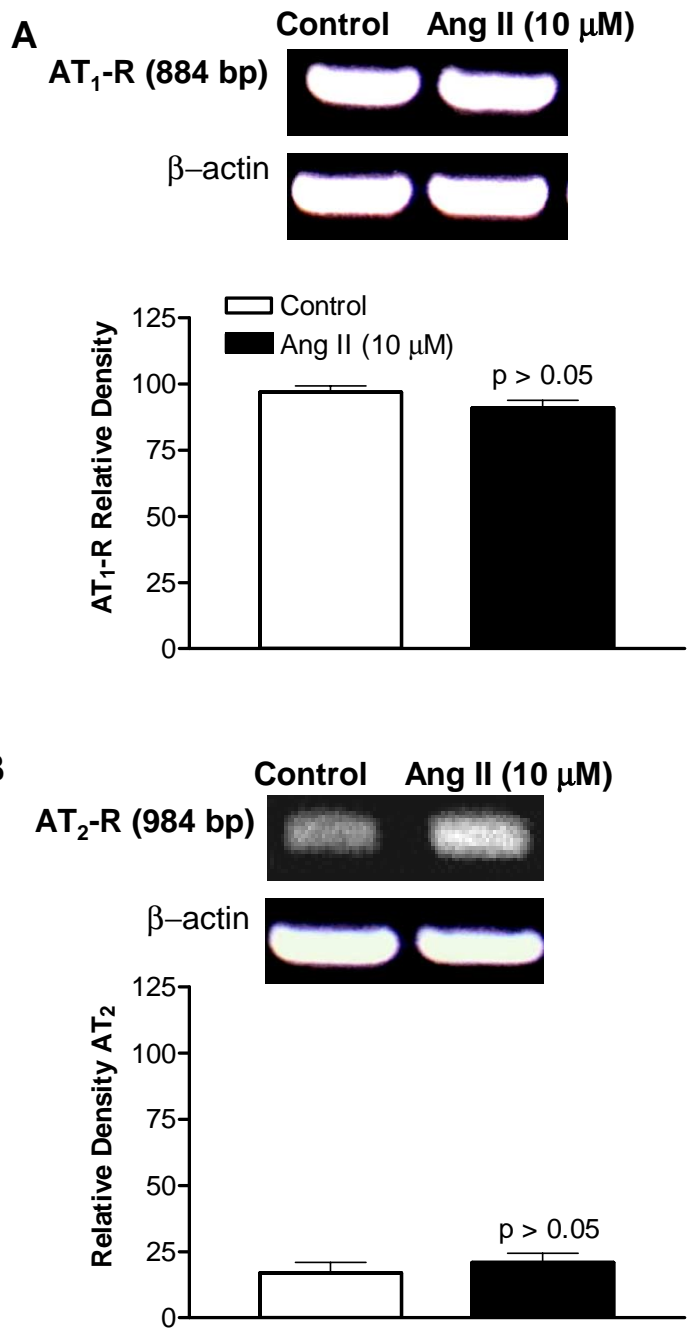 A
Control Ang II (10 μM)
AT₁-R (884 bp)
β–actin
Control
Ang II (10 μM)
AT₁-R Relative Density
125
100
75
50
25
0
p > 0.05
Control Ang II (10 μM)
AT₂-R (984 bp)
β–actin
Relative Density AT₂
125
100
75
50
25
0
p > 0.05